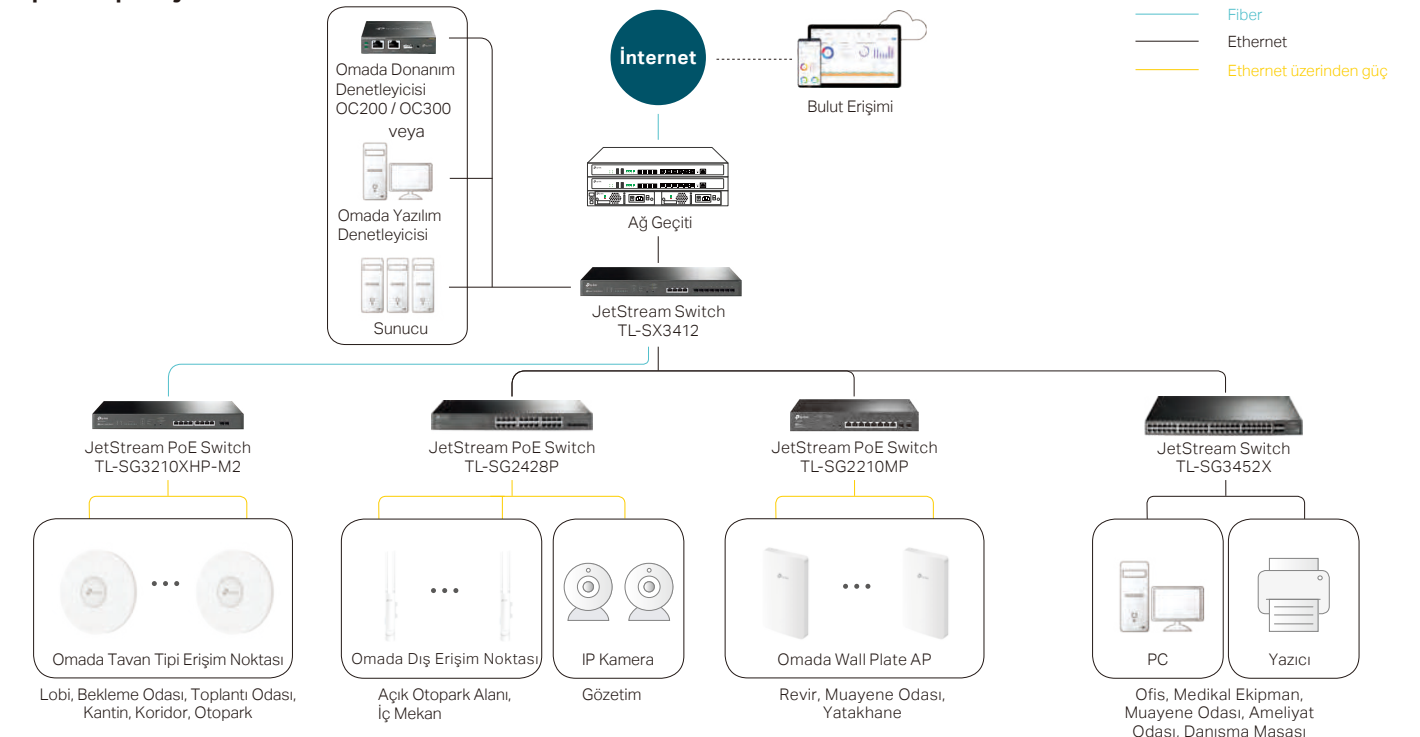 Fiber
Ethernet
Ethernet üzerinden güç
İnternet
Bulut Erişimi
Omada Donanım
Denetleyicisi
OC200 / OC300
veya
Omada Yazılım
Denetleyicisi
Sunucu
Ağ Geçiti
JetStream Switch
TL-SX3412
JetStream PoE Switch
TL-SG3210XHP-M2
JetStream PoE Switch
TL-SG2428P
JetStream PoE Switch
TL-SG2210MP
JetStream Switch
TL-SG3452X
Omada Tavan Tipi Erişim Noktası
Lobi, Bekleme Odası, Toplantı Odası,
Kantin, Koridor, Otopark
Omada Dış Erişim Noktası
Açık Otopark Alanı,
İç Mekan
IP Kamera
Gözetim
Omada Wall Plate AP
Revir, Muayene Odası,
Yatakhane
PC
Yazıcı
Ofis, Medikal Ekipman,
Muayene Odası, Ameliyat
Odası, Danışma Masası